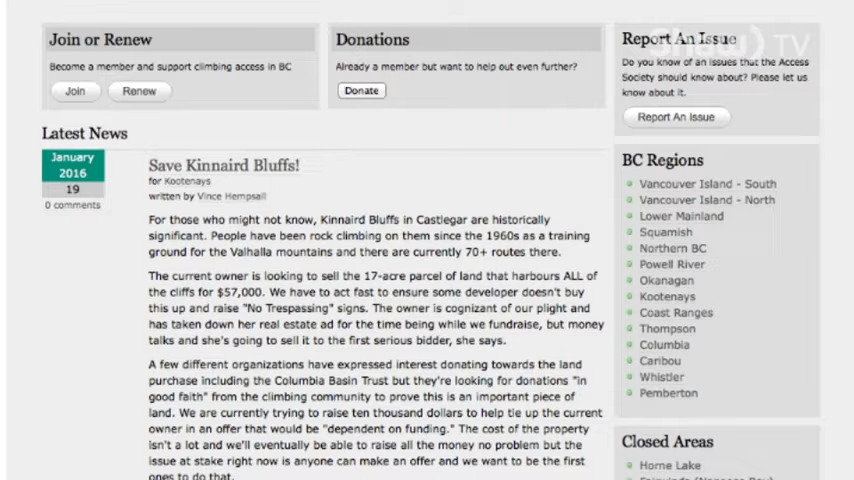 Join or Renew
Become a member and support climbing access in BC
Join
Renew
Donations
Already a member but want to help out even further?
Donate
Report An Issue
Do you know of an issues that the Access
Society should know about? Please let us
know about it.
Report An Issue
Shaw) TV
Latest News
January
2016
19
0 comments
Save Kinnaird Bluffs!
for Kootenays
written by Vince Hempsall
For those who might not know, Kinnaird Bluffs in Castlegar are historically
significant. People have been rock climbing on them since the 1960s as a training
ground for the Valhalla mountains and there are currently 70+ routes there.
The current owner is looking to sell the 17-acre parcel of land that harbours ALL of
the cliffs for $57,000. We have to act fast to ensure some developer doesn't buy
this up and raise "No Trespassing" signs. The owner is cognizant of our plight and
has taken down her real estate ad for the time being while we fundraise, but money
talks and she's going to sell it to the first serious bidder, she says.
A few different organizations have expressed interest donating towards the land
purchase including the Columbia Basin Trust but they're looking for donations "in
good faith" from the climbing community to prove this is an important piece of
land. We are currently trying to raise ten thousand dollars to help tie up the current
owner in an offer that would be "dependent on funding." The cost of the property
isn't a lot and we'll eventually be able to raise all the money no problem but the
issue at stake right now is anyone can make an offer and we want to be the first
ones to do that.
BC Regions
Vancouver Island - South
Vancouver Island - North
Lower Mainland
Squamish
Northern BC
Powell River
Okanagan
Kootenays
Coast Ranges
Thompson
Columbia
Caribou
Whistler
Pemberton
Closed Areas
Home Lake